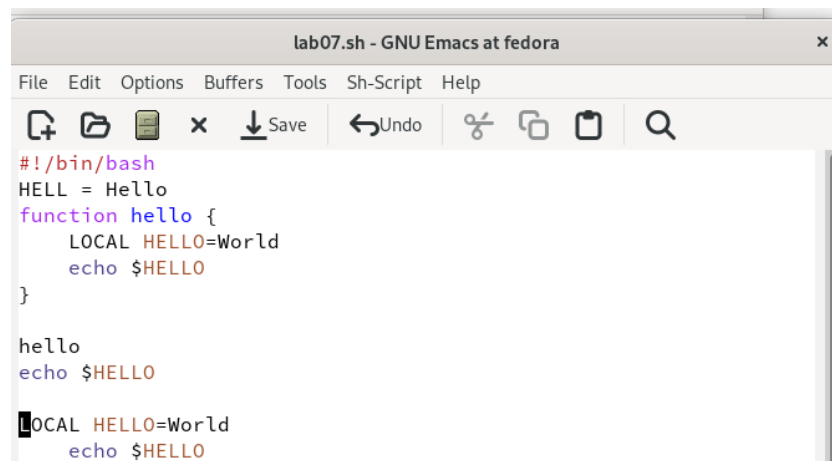 lab07.sh - GNU Emacs at fedora
File Edit Options Buffers Tools Sh-Script Help
Save Undo
#!/bin/bash
HELL = Hello
function hello {
    LOCAL HELLO=World
    echo $HELLO
}
hello
echo $HELLO
LOCAL HELLO=World
    echo $HELLO